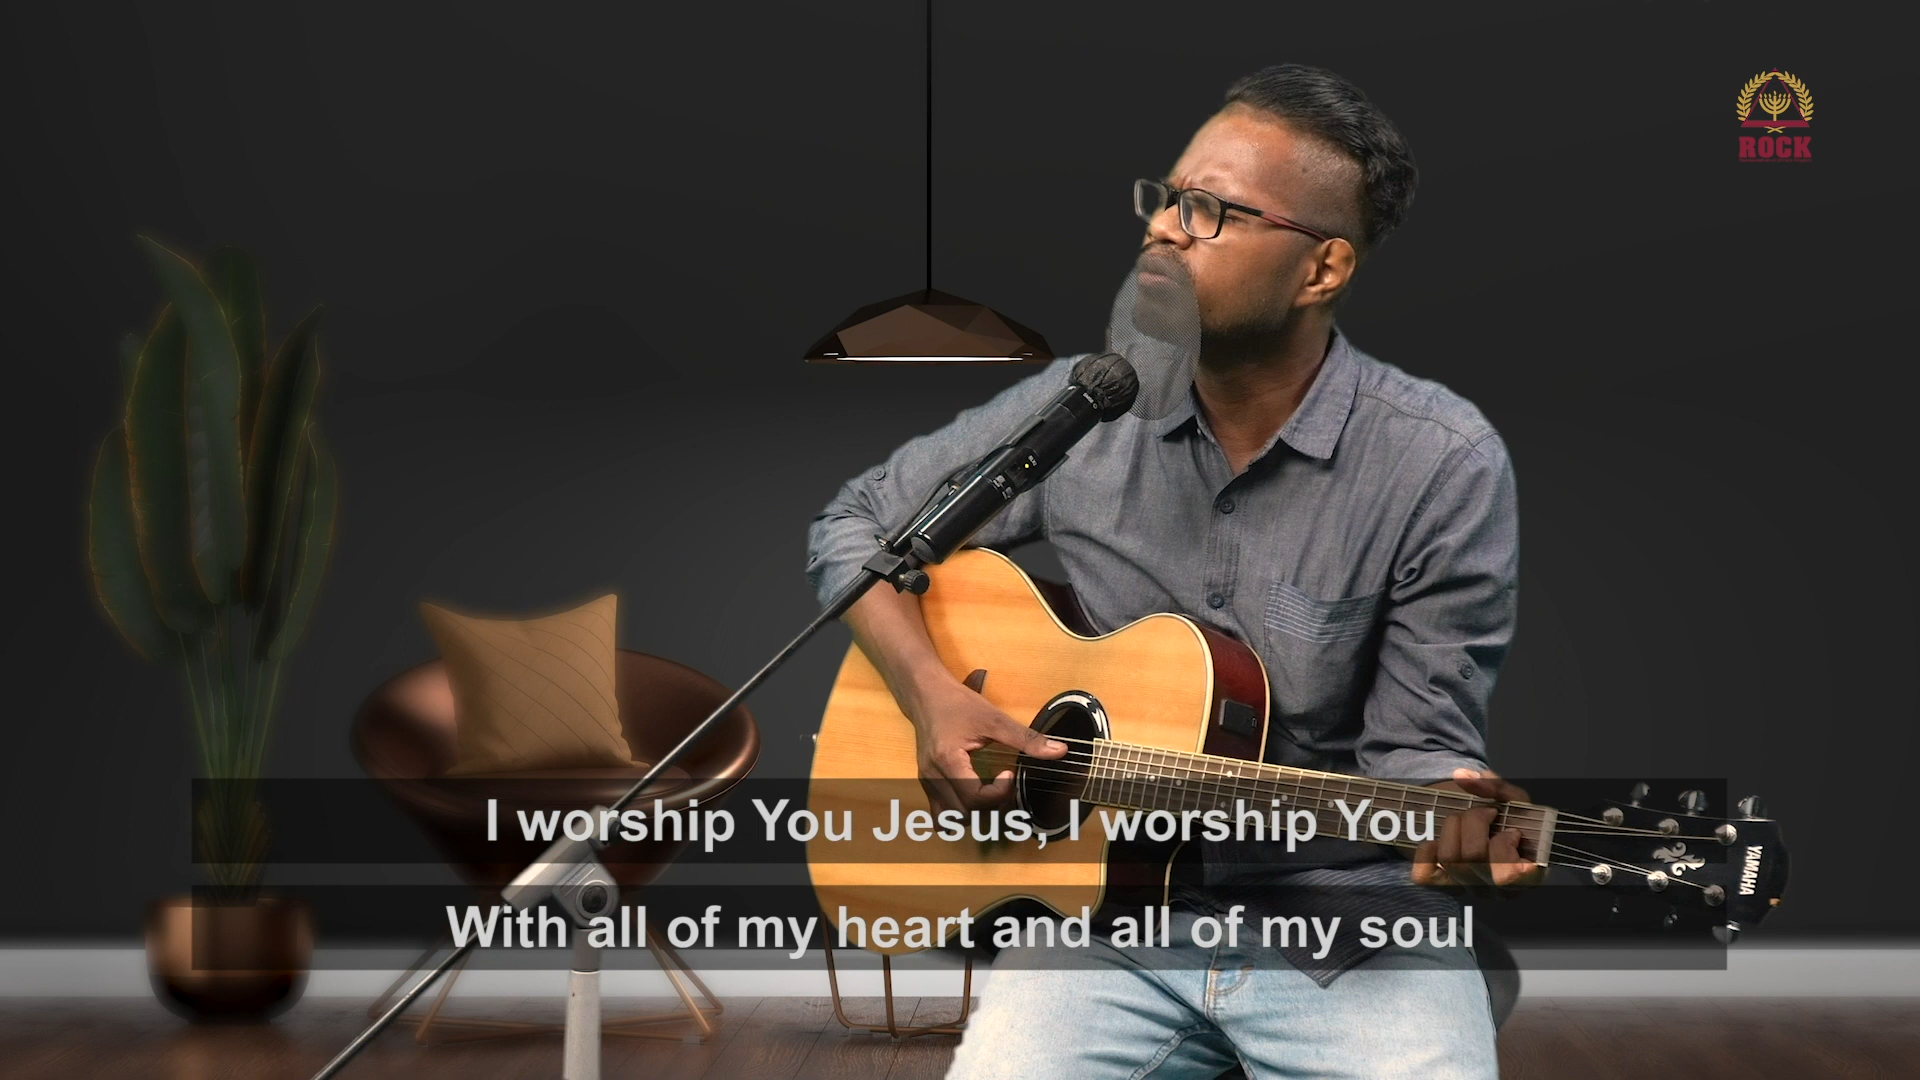 ROCK
I worship You Jesus, I worship You
With all of my heart and all of my soul
YAMAHA